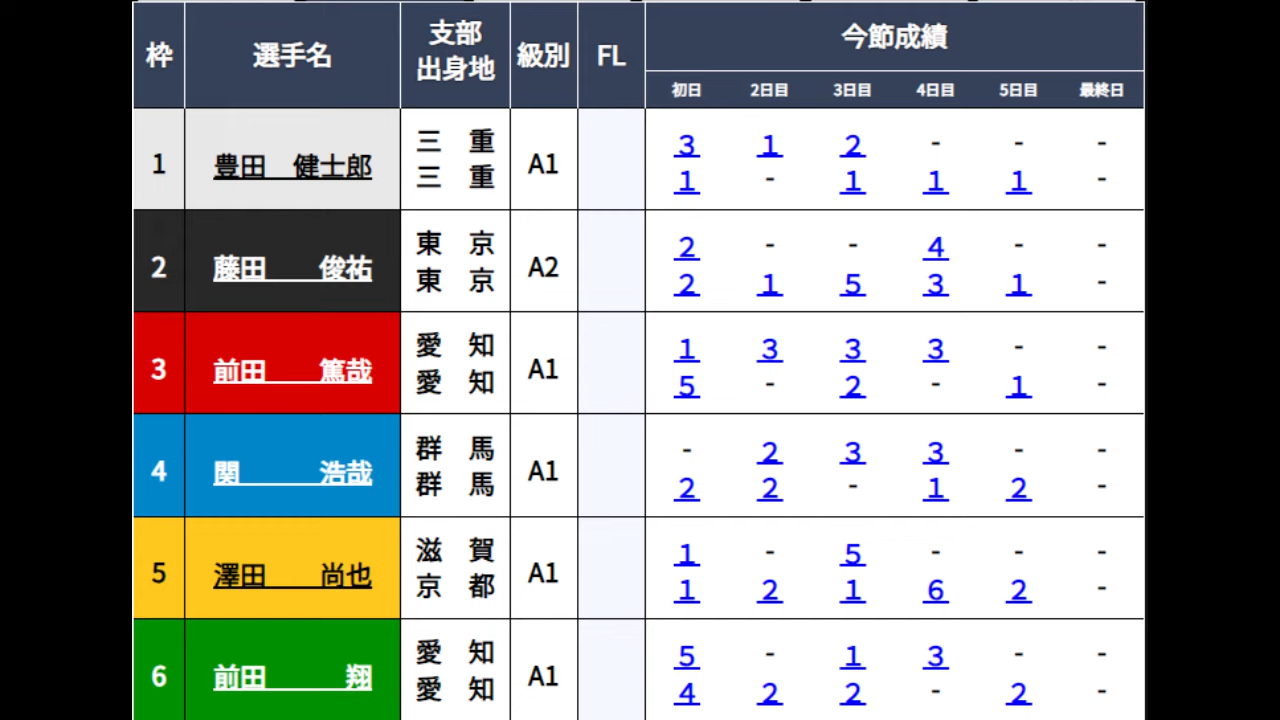 枠 選手名 支部 出身地 級別 FL 今節成績
初日 2日目 3日目 4日目 5日目 最終日
1 豊田 健士郎 三 重 A1 3 1 2 - - -
三 重 1 - 1 1 1 -
2 藤田 俊祐 東 京 A2 2 - - 4 - -
東 京 2 1 5 3 1 -
3 前田 篤哉 愛 知 A1 1 3 3 3 - -
愛 知 5 - 2 - 1 -
4 関 浩哉 群 馬 A1 - 2 3 3 - -
群 馬 2 2 - 1 2 -
5 澤田 尚也 滋 賀 A1 1 - 5 - - -
京 都 1 2 1 6 2 -
6 前田 翔 愛 知 A1 5 - 1 3 - -
愛 知 4 2 2 - 2 -